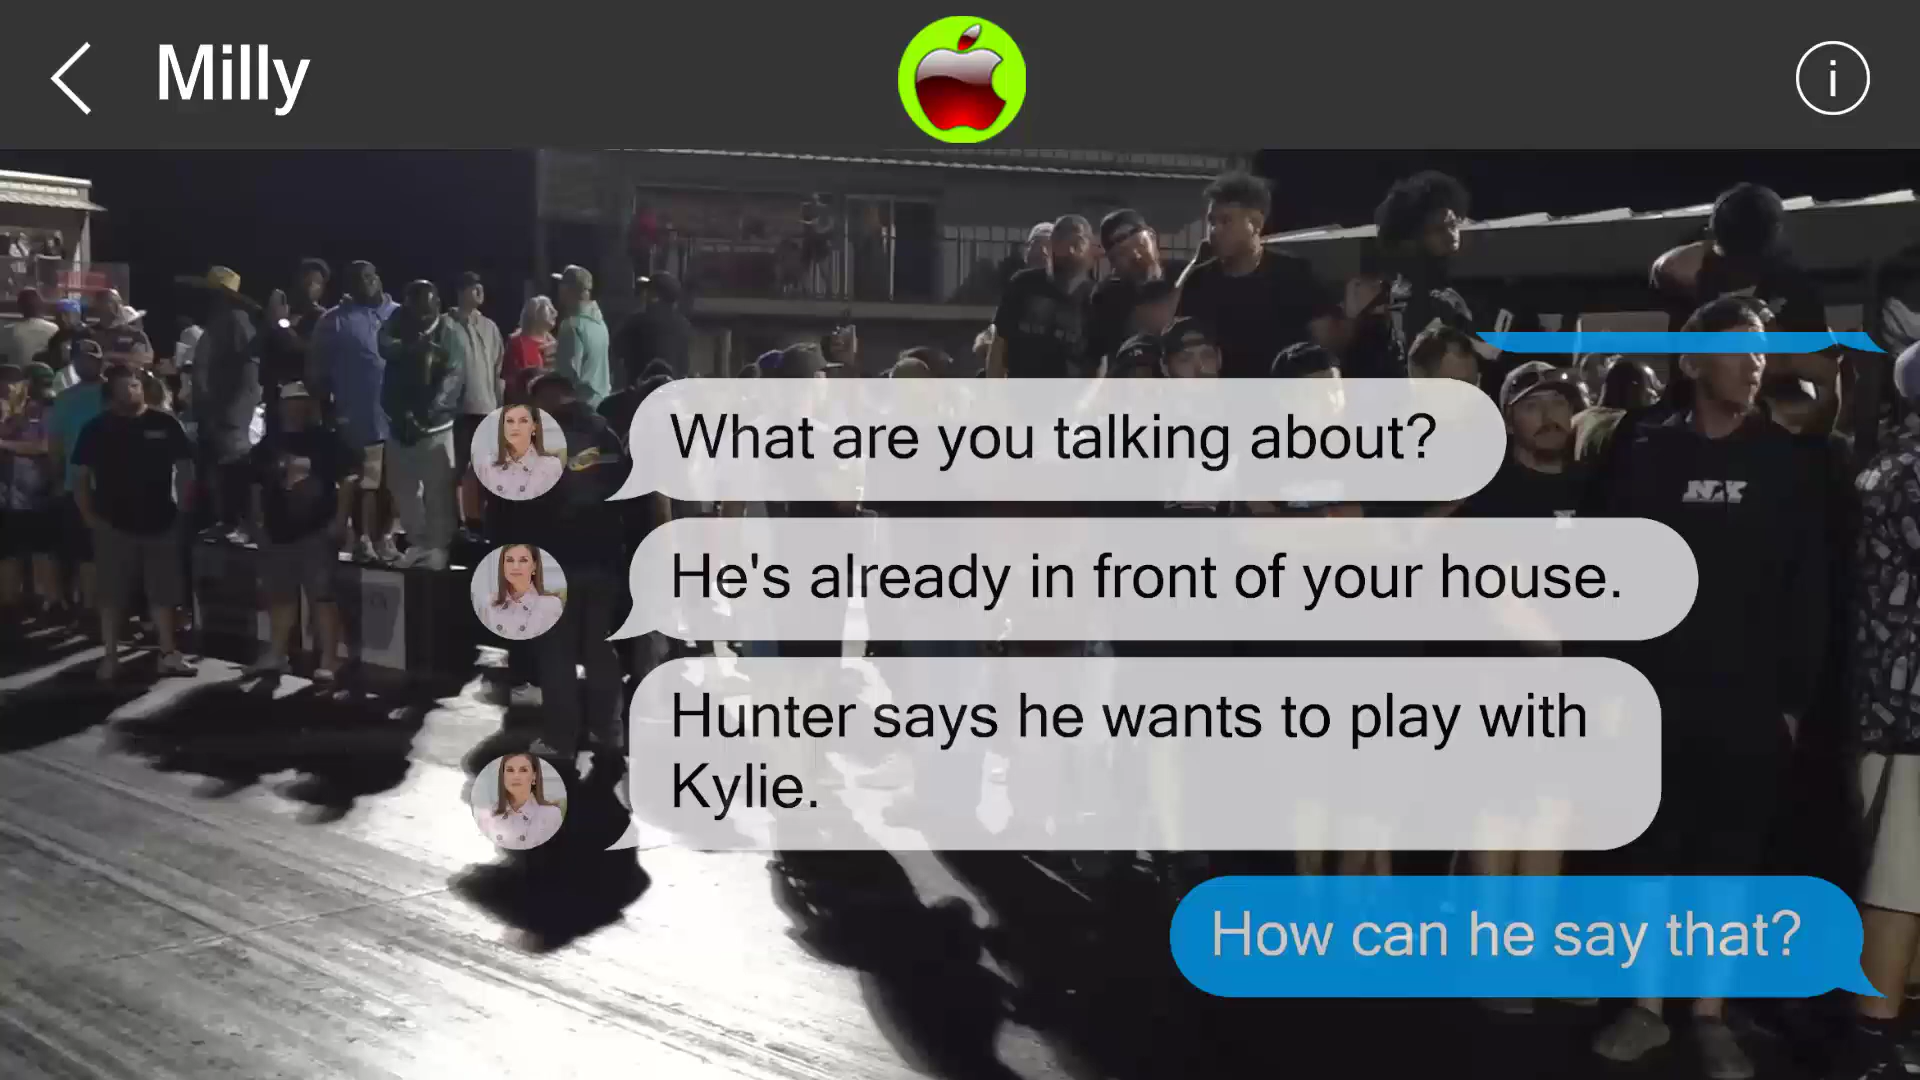 Milly
i
What are you talking about?
He's already in front of your house.
Hunter says he wants to play with
Kylie.
How can he say that?